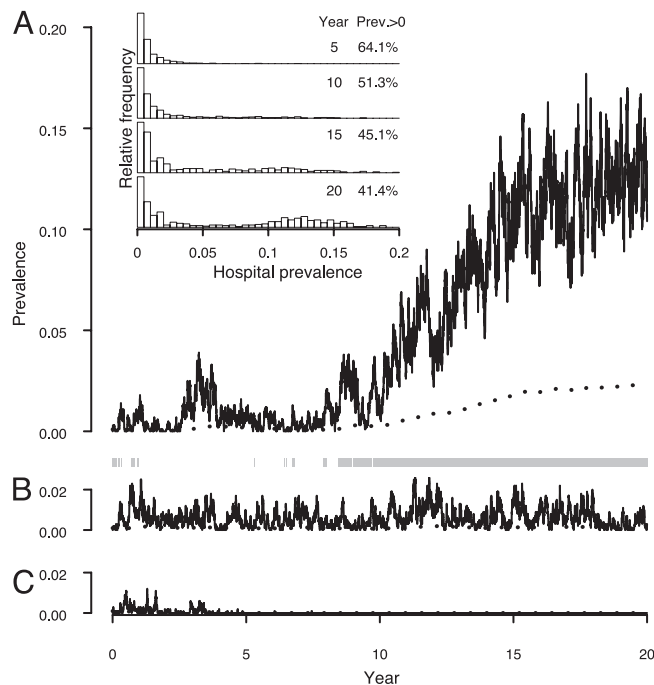 A
0.20
0.15
0.10
0.05
0.00
Prevalence
Relative frequency
Year Prev.>0
5 64.1%
10 51.3%
15 45.1%
20 41.4%
0 0.05 0.1 0.15 0.2
Hospital prevalence
B
0.02
0.00
C
0.02
0.00
0 5 10 15 20
Year